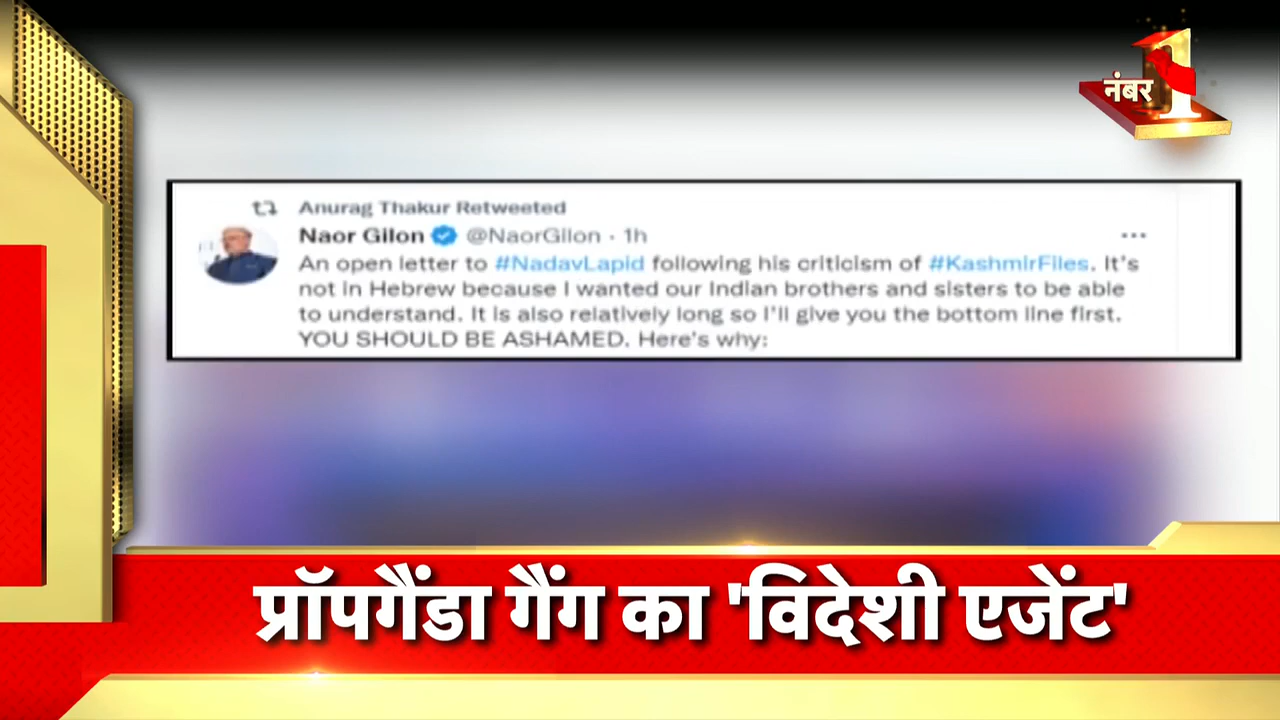 नंबर 1
Anurag Thakur Retweeted
Naor Gilon @NaorGilon · 1h
An open letter to #NadavLapid following his criticism of #KashmirFiles. It's
not in Hebrew because I wanted our Indian brothers and sisters to be able
to understand. It is also relatively long so I'll give you the bottom line first.
YOU SHOULD BE ASHAMED. Here's why:
प्रॉपगैंडा गैंग का 'विदेशी एजेंट'